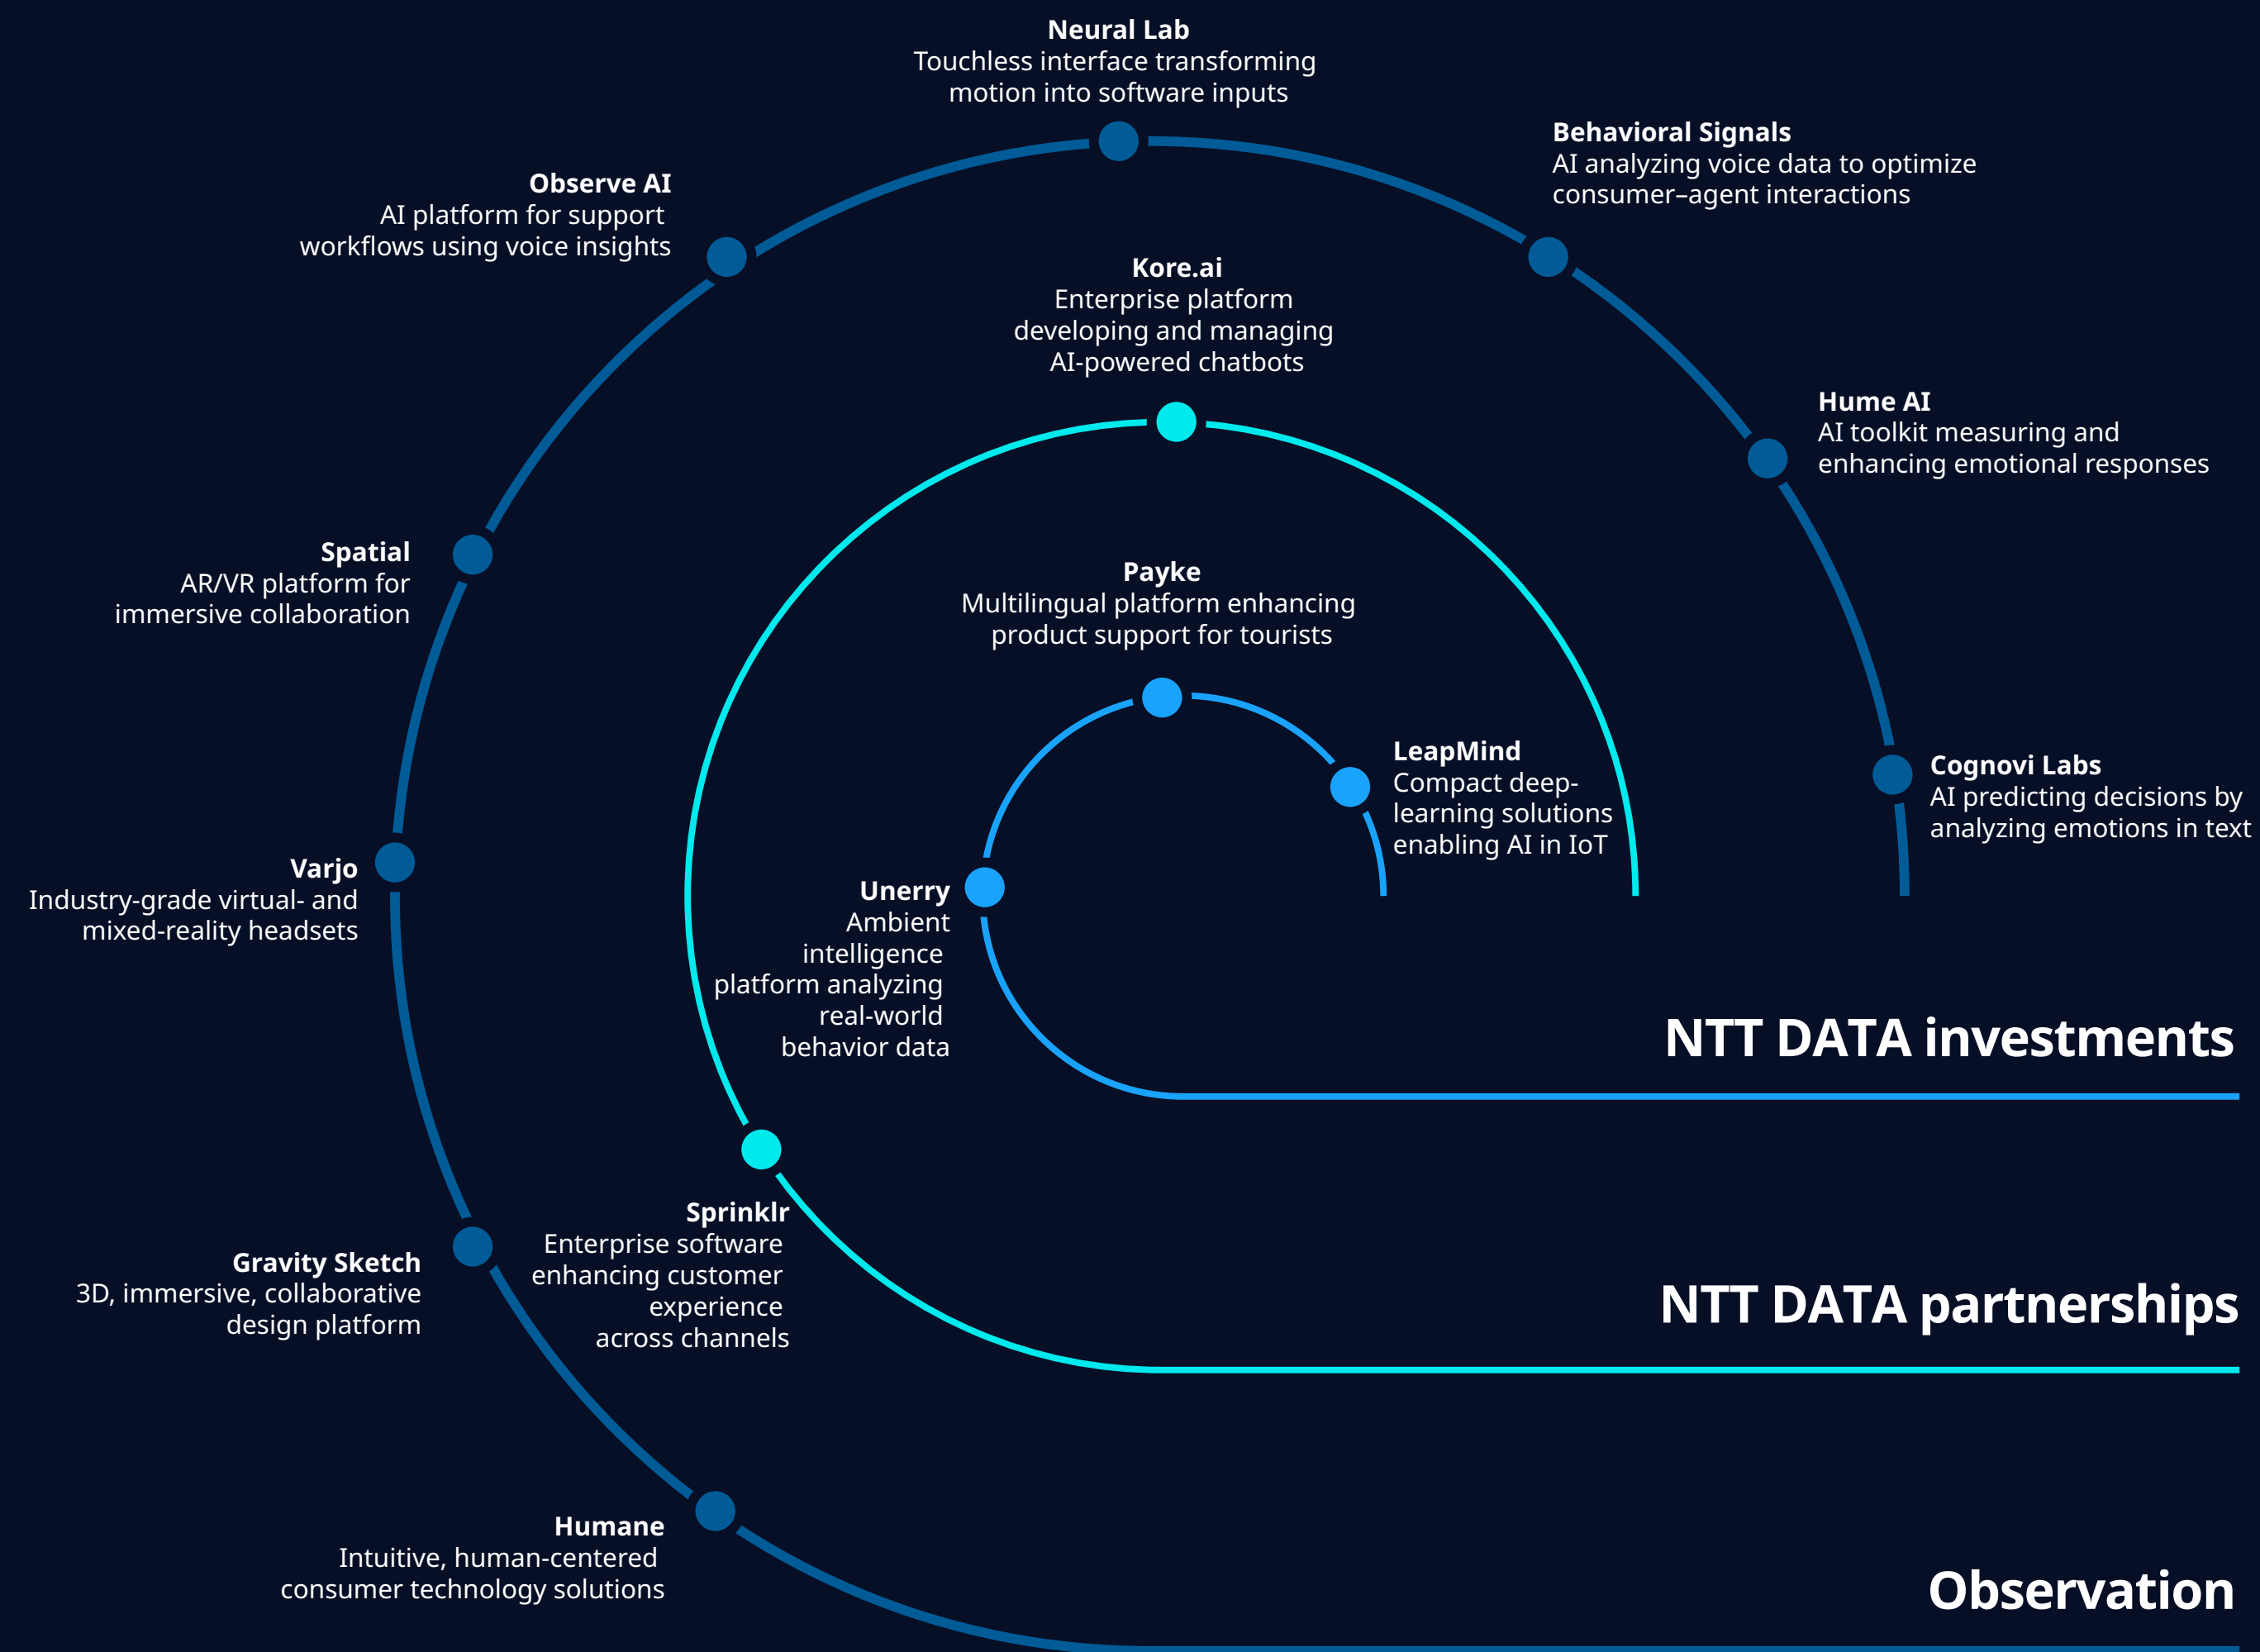 Neural Lab
Touchless interface transforming
motion into software inputs
Behavioral Signals
AI analyzing voice data to optimize
consumer–agent interactions
Observe AI
AI platform for support
workflows using voice insights
Kore.ai
Enterprise platform
developing and managing
AI-powered chatbots
Hume AI
AI toolkit measuring and
enhancing emotional responses
Spatial
AR/VR platform for
immersive collaboration
Payke
Multilingual platform enhancing
product support for tourists
LeapMind
Compact deep-
learning solutions
enabling AI in IoT
Cognovi Labs
AI predicting decisions by
analyzing emotions in text
Varjo
Industry-grade virtual- and
mixed-reality headsets
Unerry
Ambient
intelligence
platform analyzing
real-world
behavior data
NTT DATA investments
Sprinklr
Enterprise software
enhancing customer
experience
across channels
Gravity Sketch
3D, immersive, collaborative
design platform
NTT DATA partnerships
Humane
Intuitive, human-centered
consumer technology solutions
Observation